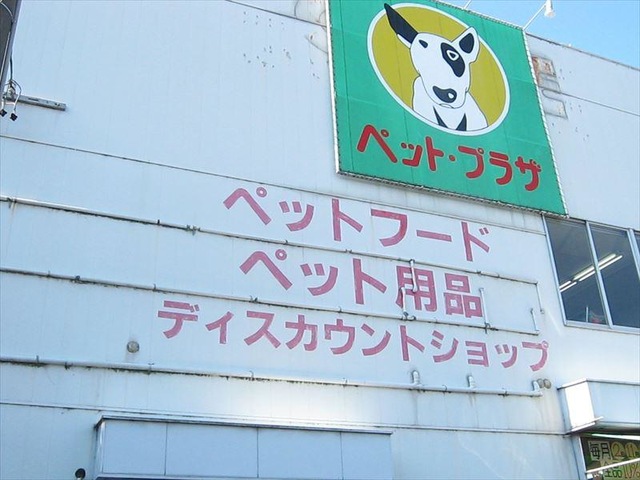 ペット・プラザ
ペットフード
ペット用品
ディスカウントショップ
毎月